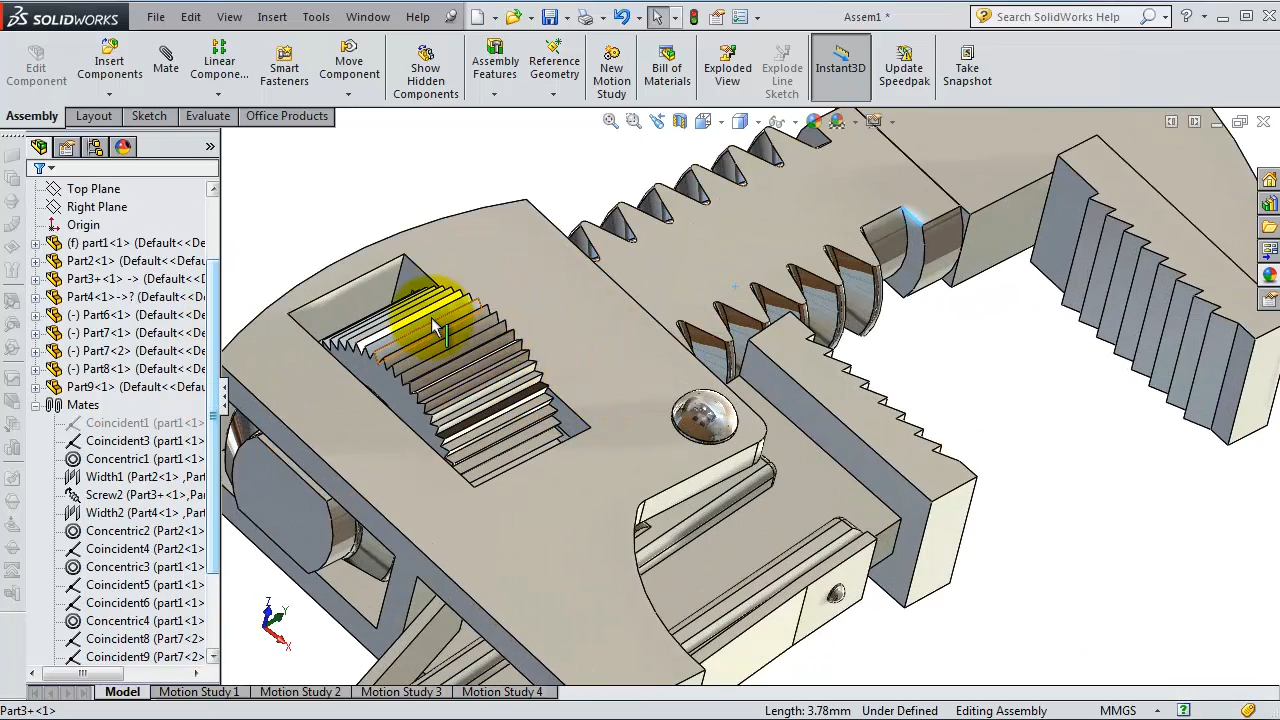 SOLIDWORKS File Edit View Insert Tools Window Help Assem1 * Search SolidWorks Help
Edit Component
Insert Components
Mate
Linear Compone...
Smart Fasteners
Move Component
Show Hidden Components
Assembly Features
Reference Geometry
New Motion Study
Bill of Materials
Exploded View
Explode Line Sketch
Instant3D
Update Speedpak
Take Snapshot
Assembly Layout Sketch Evaluate Office Products
Top Plane
Right Plane
Origin
(f) part1<1> (Default<<De
Part2<1> (Default<<Defau
Part3+<1> -> (Default<<De
Part4<1>->? (Default<<De
(-) Part6<1> (Default<<De
(-) Part7<1> (Default<<De
(-) Part7<2> (Default<<De
(-) Part8<1> (Default<<De
Part9<1> (Default<<Defau
Mates
Coincident1 (part1<1>
Coincident3 (part1<1>
Concentric1 (part1<1>
Width1 (Part2<1> ,Part
Screw2 (Part3+<1>,Par
Width2 (Part4<1>,Part
Concentric2 (Part2<1>
Coincident4 (part1<1>
Concentric3 (part1<1>
Coincident5 (part1<1>
Coincident6 (part1<1>
Concentric4 (part1<1>
Coincident8 (Part7<2>
Coincident9 (Part7<2>
Z
Y
X
Model Motion Study 1 Motion Study 2 Motion Study 3 Motion Study 4
Part3+<1> Length: 3.78mm Under Defined Editing Assembly MMGS